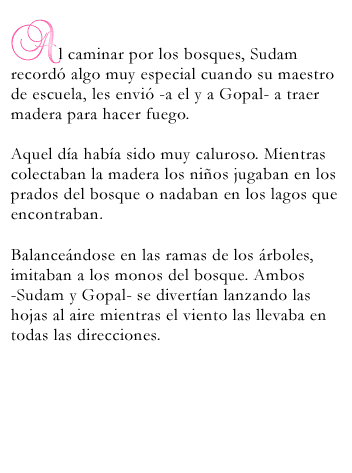 Al caminar por los bosques, Sudam
recordó algo muy especial cuando su maestro
de escuela, les envió -a el y a Gopal- a traer
madera para hacer fuego.
Aquel día había sido muy caluroso. Mientras
colectaban la madera los niños jugaban en los
prados del bosque o nadaban en los lagos que
encontraban.
Balanceándose en las ramas de los árboles,
imitaban a los monos del bosque. Ambos
-Sudam y Gopal- se divertían lanzando las
hojas al aire mientras el viento las llevaba en
todas las direcciones.